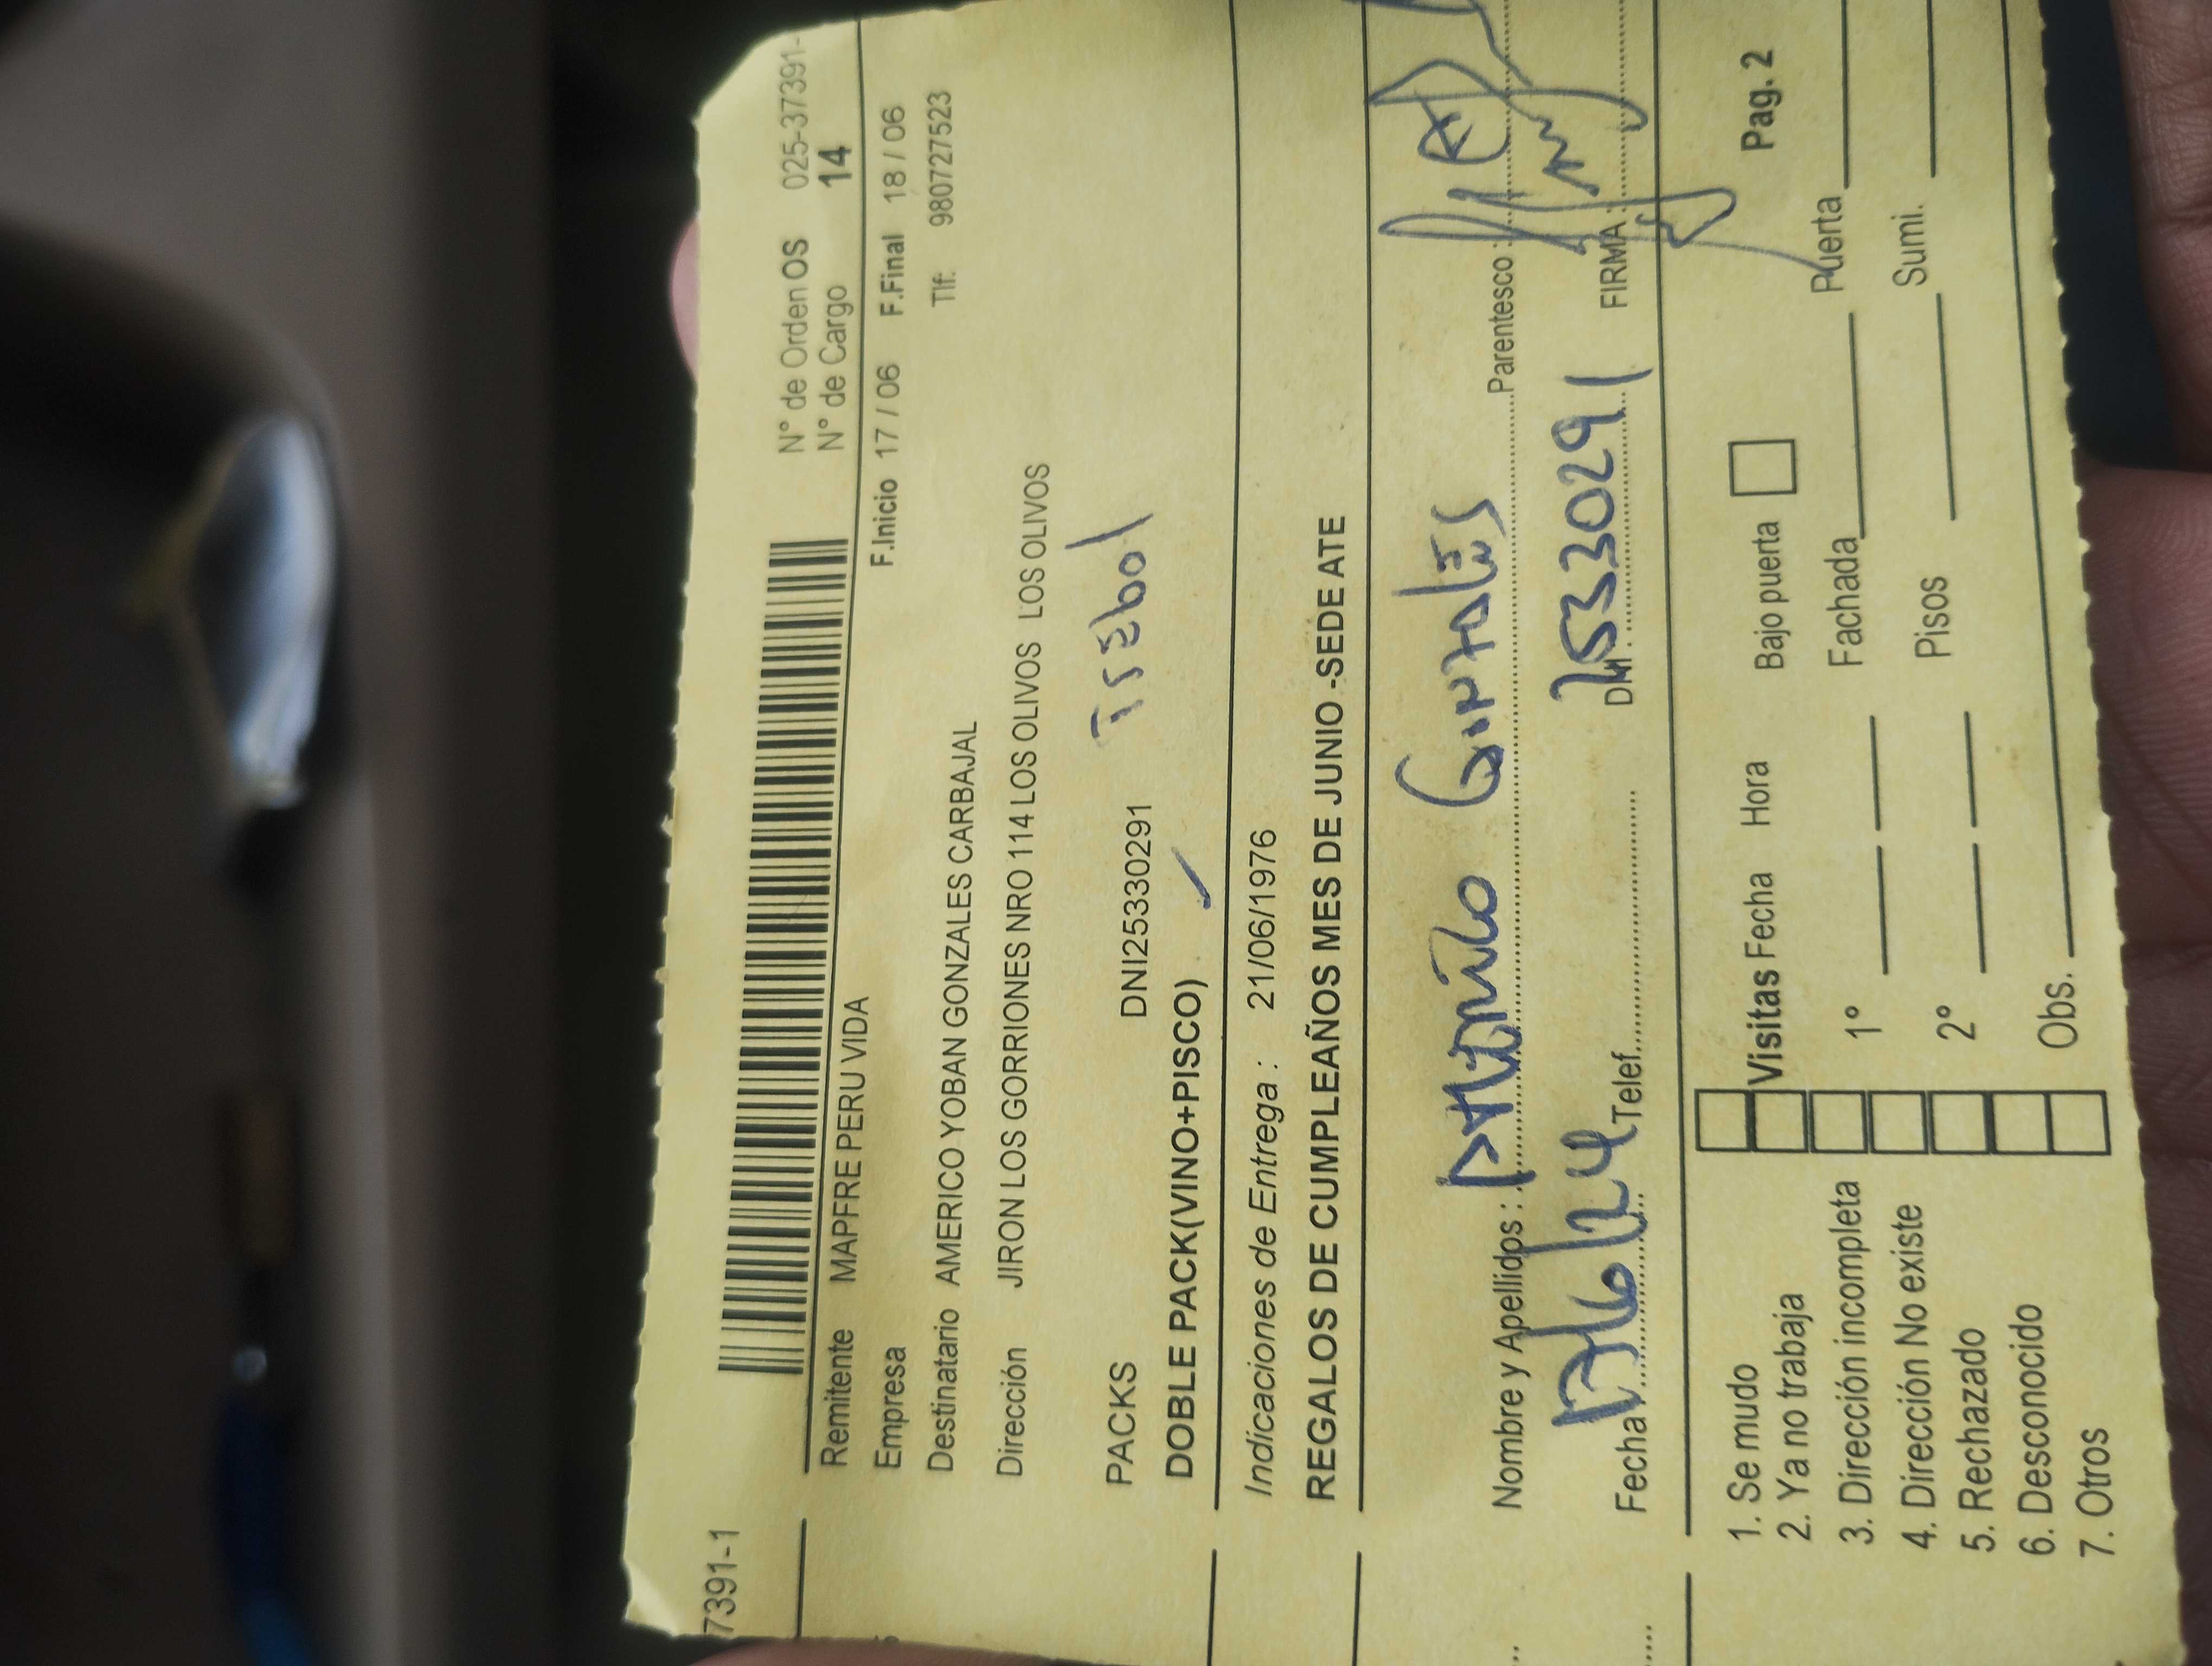 73391-1
N° de Orden OS 025-37391-
N° de Cargo 14
Remitente MAPFRE PERU VIDA
Empresa F.Inicio 17 / 06 F.Final 18 / 06
Destinatario AMERICO YOBAN GONZALES CARBAJAL Tlf: 980727523
Dirección JIRON LOS GORRIONES NRO 114 LOS OLIVOS LOS OLIVOS
PACKS DNI25330291
DOBLE PACK(VINO+PISCO)
Indicaciones de Entrega : 21/06/1976
REGALOS DE CUMPLEAÑOS MES DE JUNIO -SEDE ATE
Nombre y Apellidos : Parentesco :
Fecha Telef. DNI 25330291 FIRMA :
1. Se mudo
2. Ya no trabaja
3. Dirección incompleta
4. Dirección No existe
5. Rechazado
6. Desconocido
7. Otros
Visitas Fecha Hora Bajo puerta Pag. 2
1° Fachada Puerta
2° Pisos Sumi.
Obs.